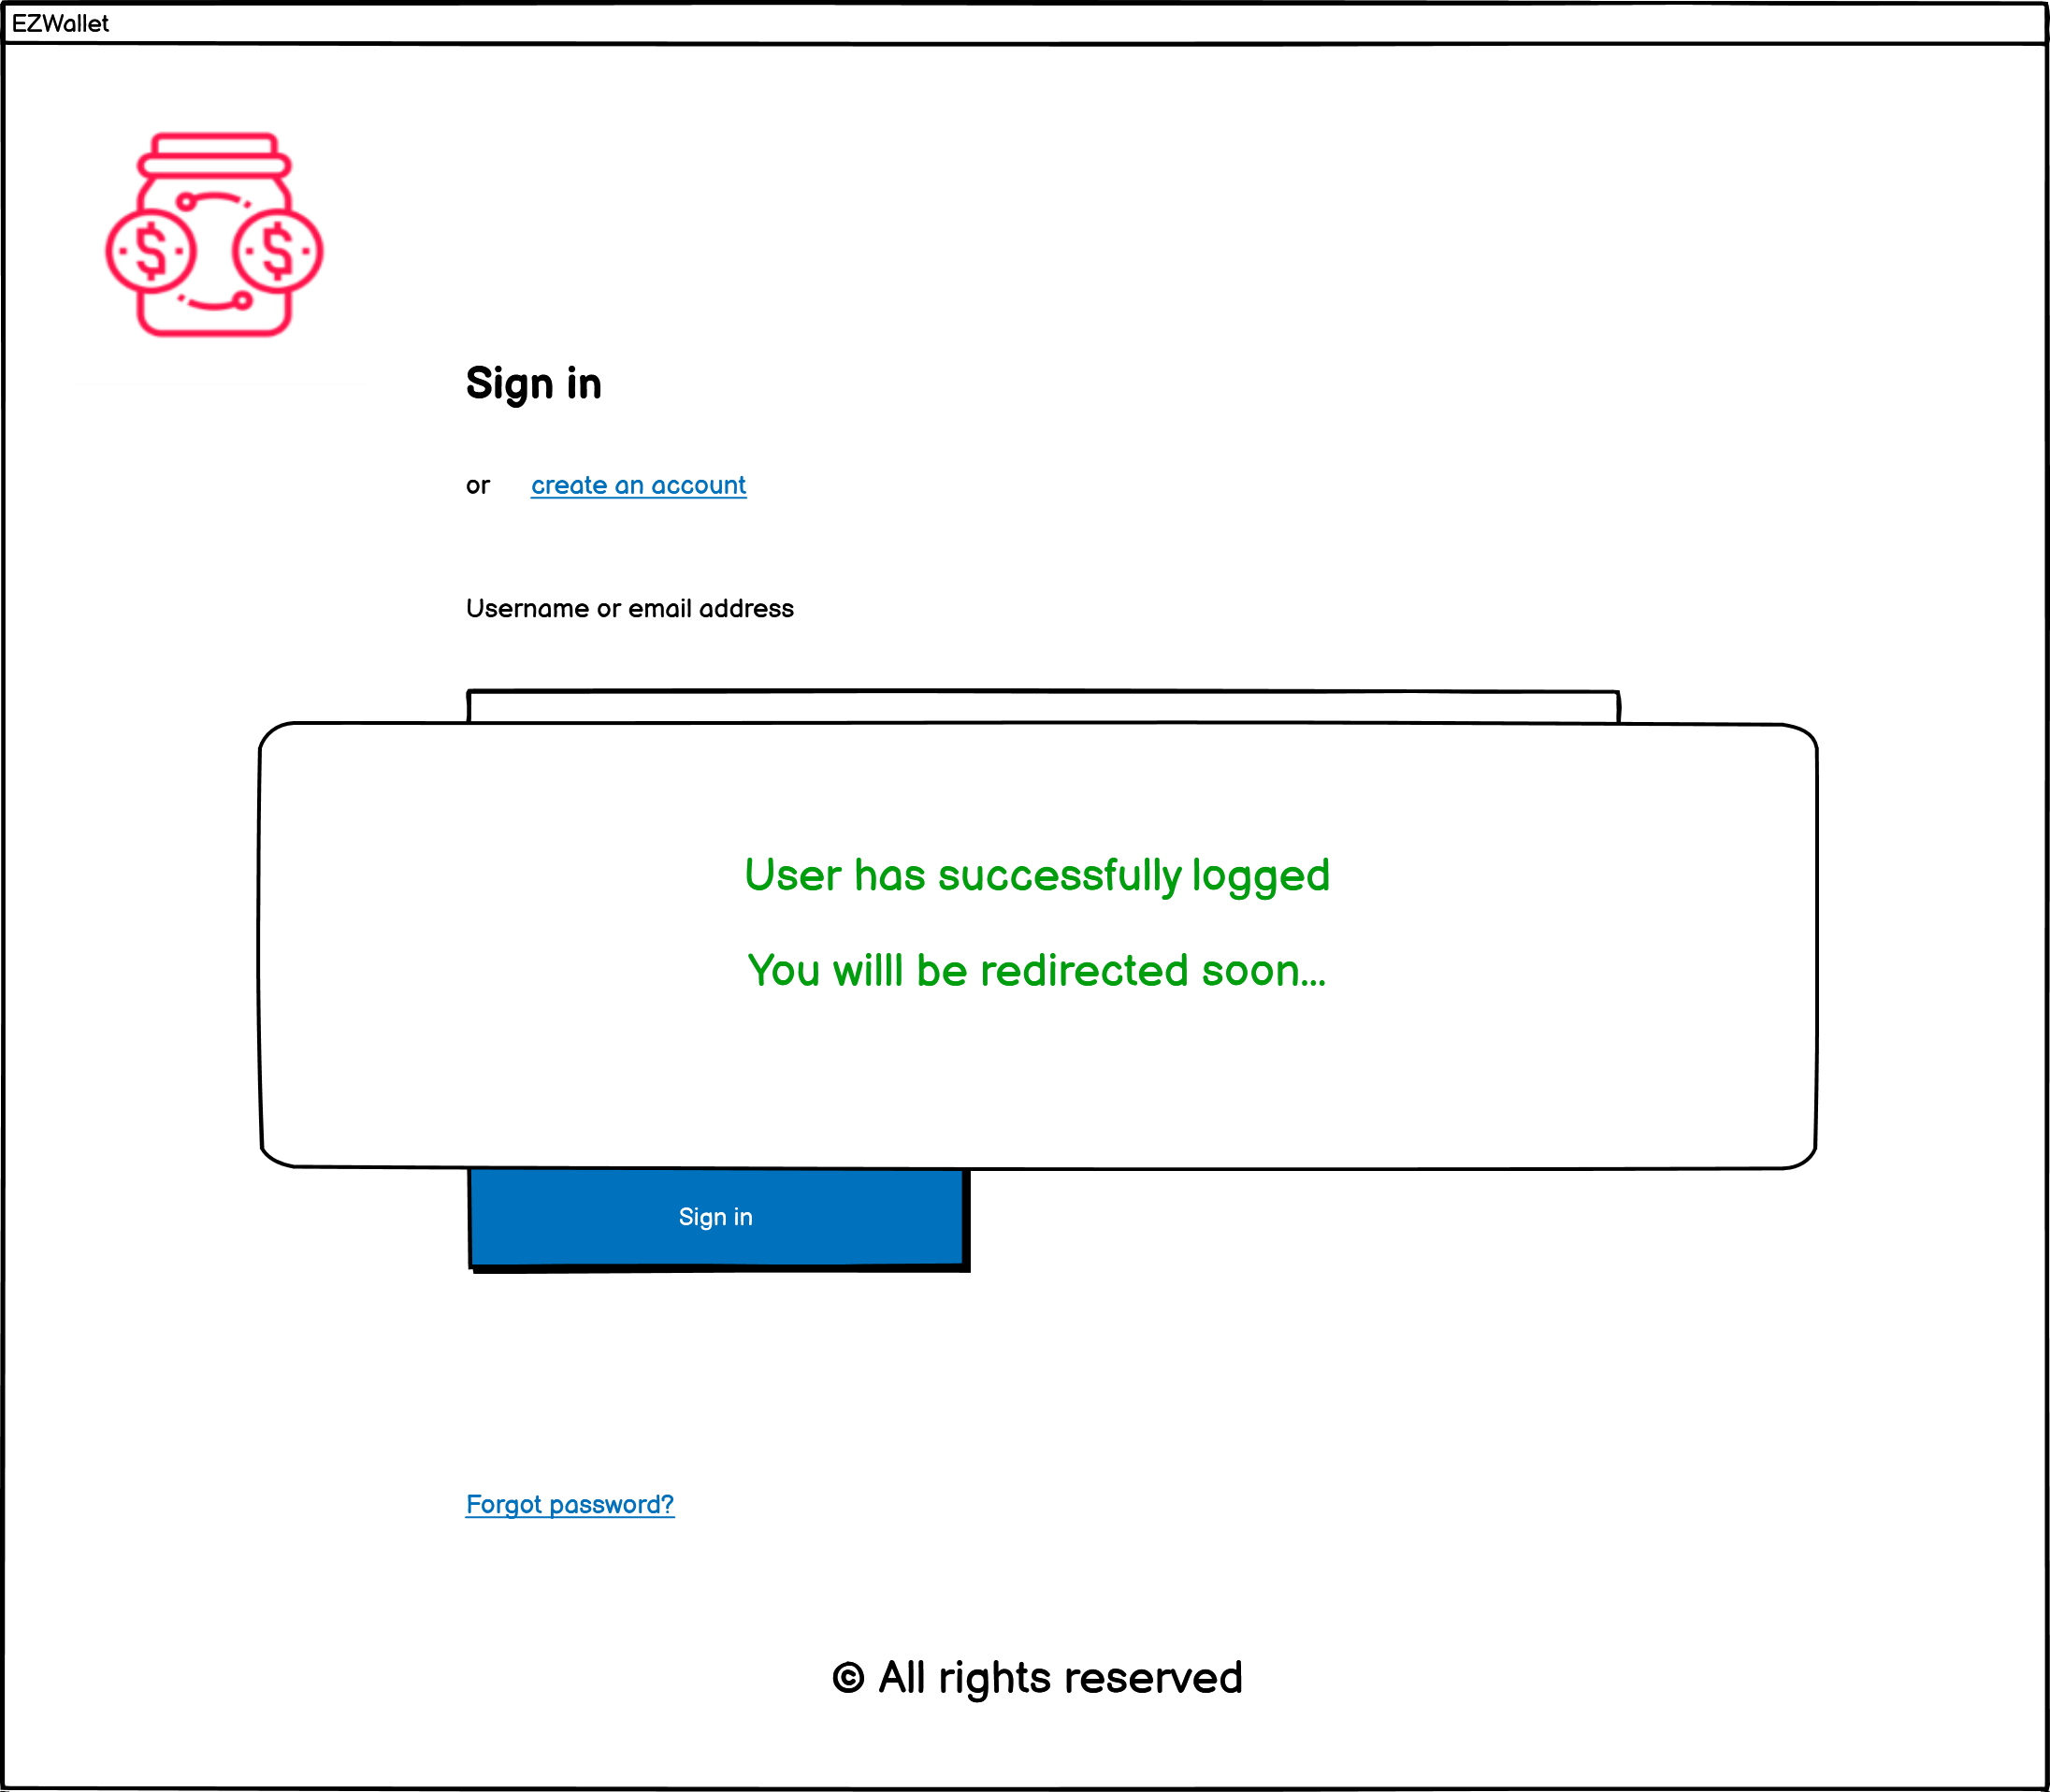 EZWallet
$ $
Sign in
or create an account
Username or email address
User has successfully logged
You willl be redirected soon...
Sign in
Forgot password?
© All rights reserved